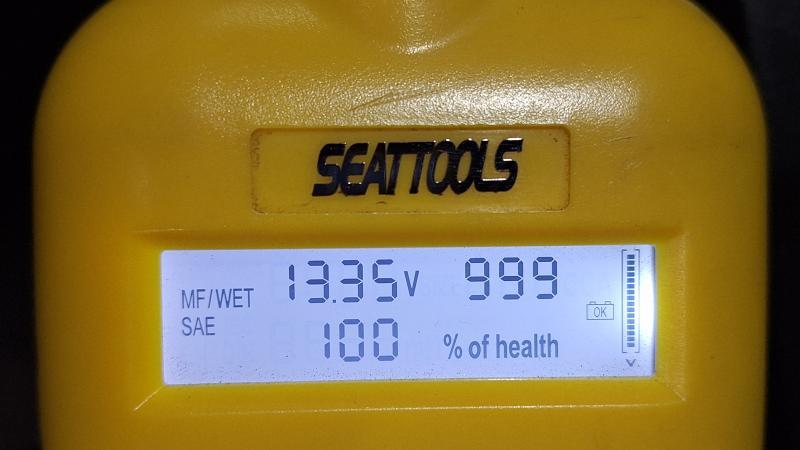 SEATTOOLS
MF/WET 13.35V 999
SAE 100 % of health
OK